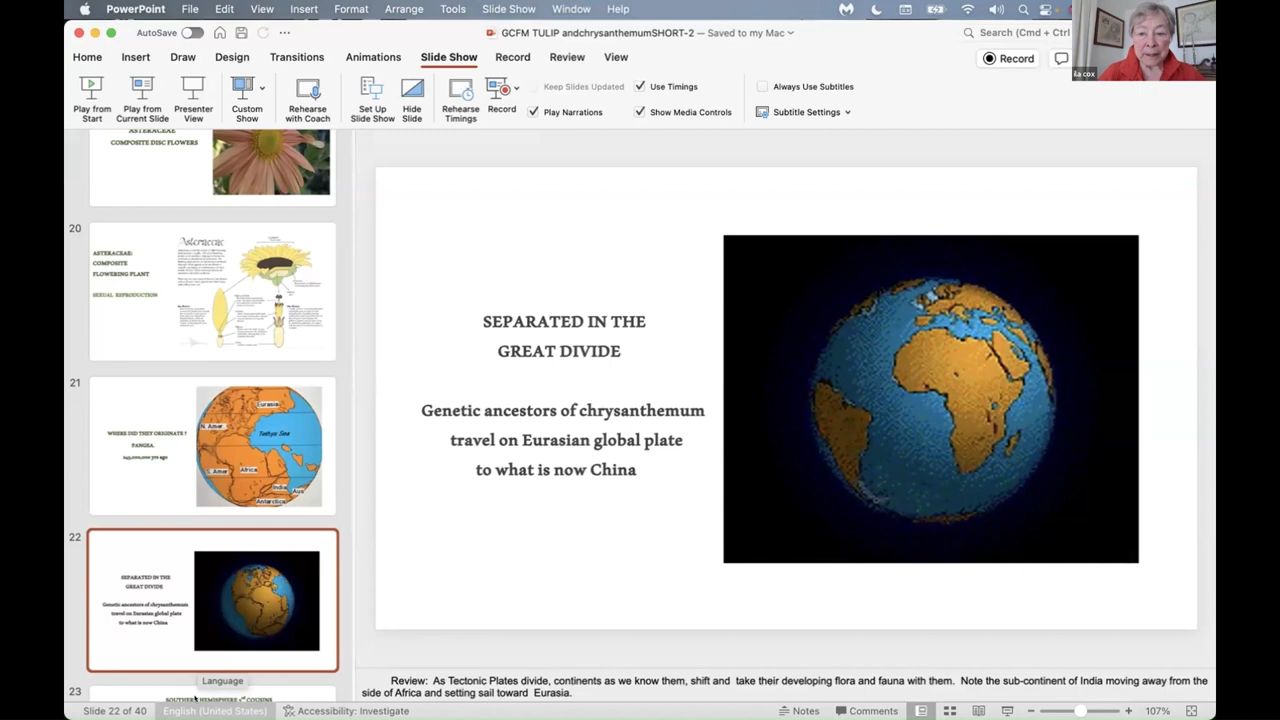 PowerPoint File Edit View Insert Format Arrange Tools Slide Show Window Help
AutoSave
GCFM TULIP andchrysanthemumSHORT-2 — Saved to my Mac
Search (Cmd + Ctrl
Home Insert Draw Design Transitions Animations Slide Show Record Review View
Record
Play from Start
Play from Current Slide
Presenter View
Custom Show
Rehearse with Coach
Set Up Slide Show
Hide Slide
Rehearse Timings
Record
Keep Slides Updated
Use Timings
Always Use Subtitles
Play Narrations
Show Media Controls
Subtitle Settings
ila cox
ASTERACEAE
COMPOSITE DISC FLOWERS
20
ASTERACEAE:
COMPOSITE
FLOWERING PLANT
SEXUAL REPRODUCTION
Asteraceae
21
WHERE DID THEY ORIGINATE ?
PANGEA.
Eurasia
N. Amer.
Tethys Sea
S. Amer
Africa
India
Aus
Antarctica
22
SEPARATED IN THE
GREAT DIVIDE
Genetic ancestors of chrysanthemum
travel on Eurasian global plate
to what is now China
Language
23
SEPARATED IN THE
GREAT DIVIDE
Genetic ancestors of chrysanthemum
travel on Eurasian global plate
to what is now China
Review: As Tectonic Plates divide, continents as we know them, shift and take their developing flora and fauna with them. Note the sub-continent of India moving away from the
side of Africa and setting sail toward Eurasia.
Slide 22 of 40 English (United States) Accessibility: Investigate Notes Comments 107%